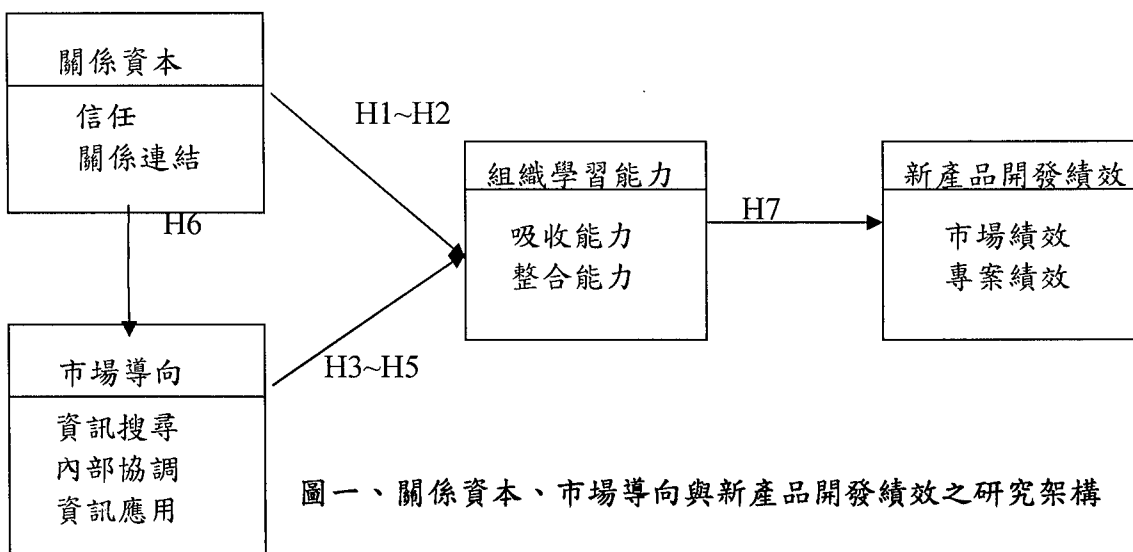 關係資本
信任
關係連結
H1~H2
組織學習能力
吸收能力
整合能力
H7
新產品開發績效
市場績效
專案績效
H6
市場導向
資訊搜尋
內部協調
資訊應用
H3~H5
圖一、關係資本、市場導向與新產品開發績效之研究架構